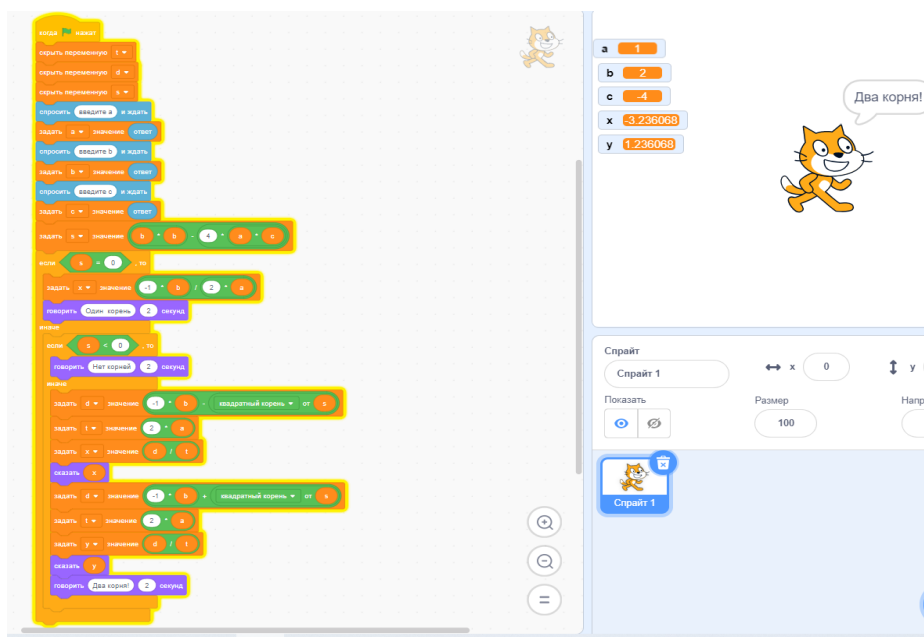 когда нажат
скрыть переменную t
скрыть переменную d
скрыть переменную s
спросить введите a и ждать
задать a значение ответ
спросить введите b и ждать
задать b значение ответ
спросить введите c и ждать
задать c значение ответ
задать s значение b * b - 4 * a * c
если s = 0 , то
задать x значение -1 * b / 2 * a
говорить Один корень 2 секунд
иначе
если s < 0 , то
говорить Нет корней 2 секунд
иначе
задать d значение -1 * b - квадратный корень от s
задать t значение 2 * a
задать x значение d / t
сказать x
задать d значение -1 * b + квадратный корень от s
задать t значение 2 * a
задать y значение d / t
сказать y
говорить Два корня! 2 секунд
a 1
b 2
c -4
x -3.236068
y 1.236068
Два корня!
Спрайт
Спрайт 1
x 0
y
Показать
Размер
100
Напр
Спрайт 1